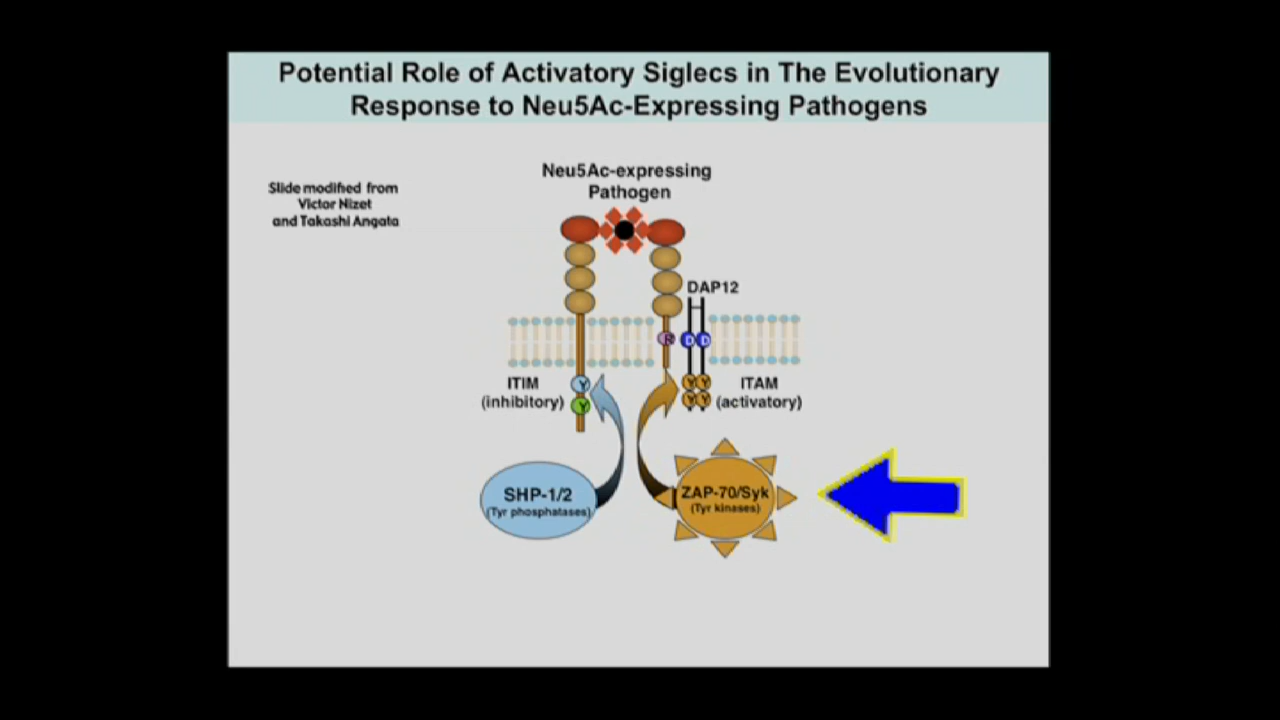 Potential Role of Activatory Siglecs in The Evolutionary
Response to Neu5Ac-Expressing Pathogens
Slide modified from
Victor Nizet
and Takashi Angata
Neu5Ac-expressing
Pathogen
DAP12
R
D D
ITIM
(inhibitory)
Y
Y
Y Y
Y Y
ITAM
(activatory)
SHP-1/2
(Tyr phosphatases)
ZAP-70/Syk
(Tyr kinases)